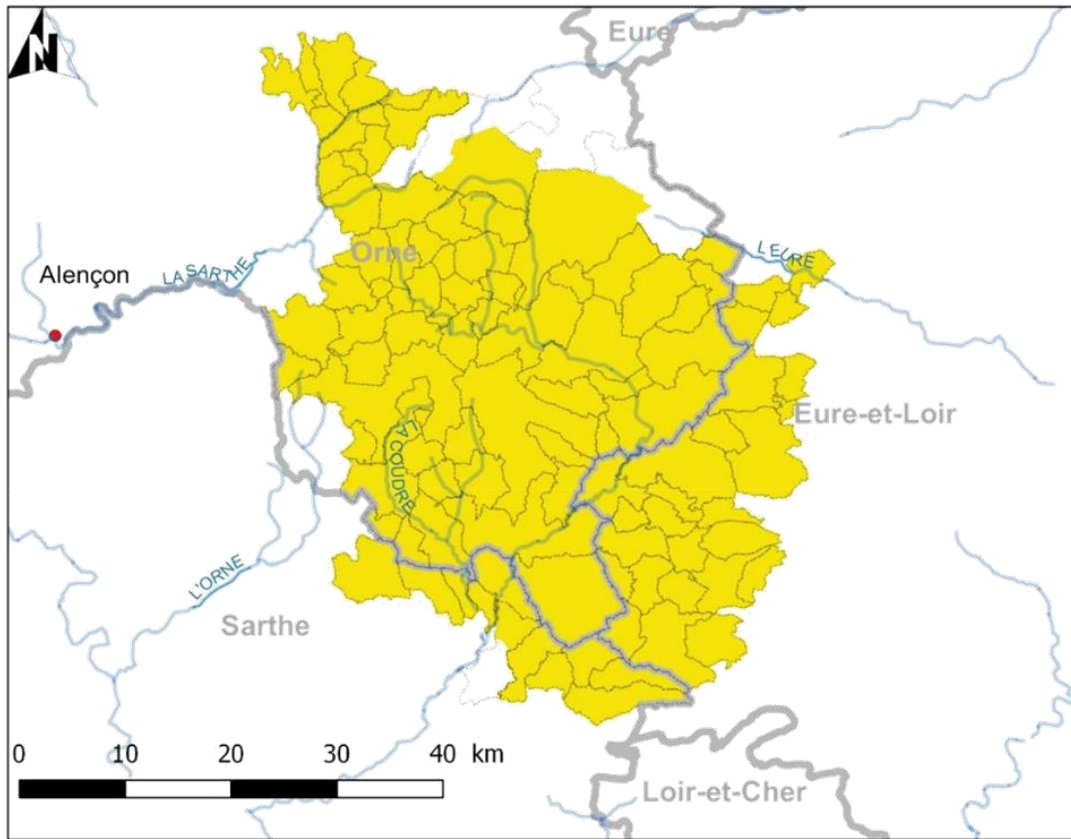 N
Eure
Orne
LA SARTHE
L'EURE
Alençon
Eure-et-Loir
LA COUDRE
L'ORNE
Sarthe
0 10 20 30 40 km
Loir-et-Cher